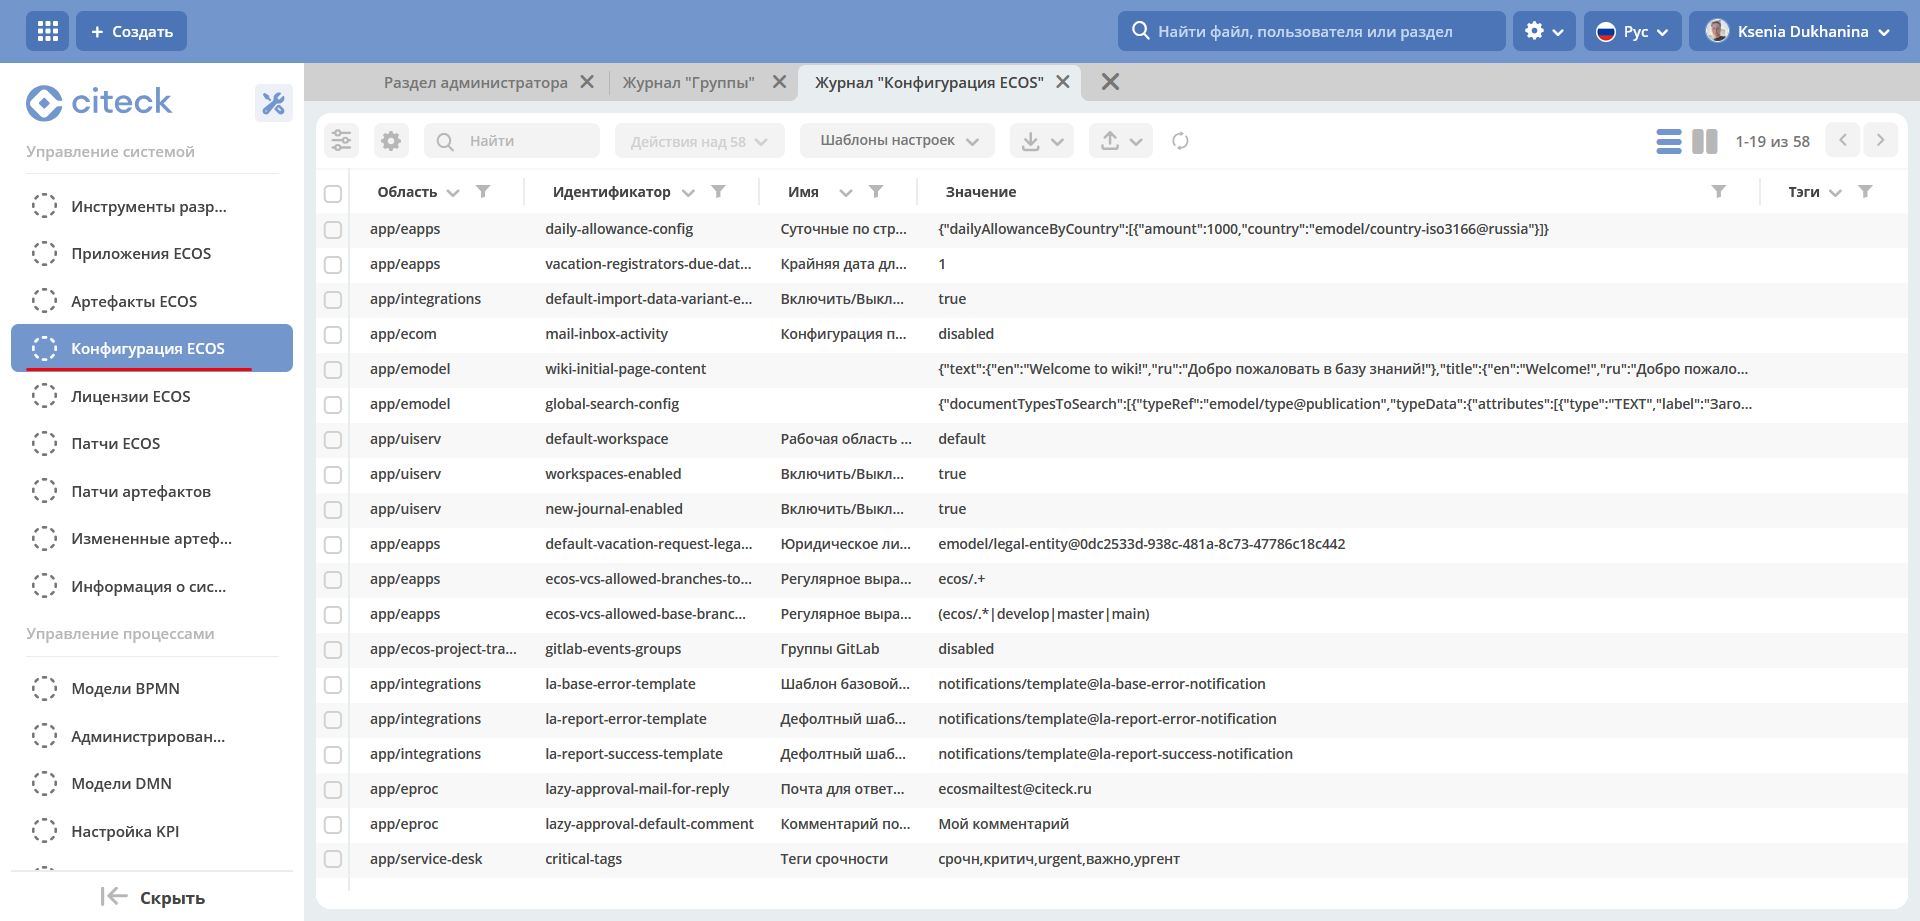 + Создать
Найти файл, пользователя или раздел
Рус
Ksenia Dukhanina
citeck
Управление системой
Инструменты разр...
Приложения ECOS
Артефакты ECOS
Конфигурация ECOS
Лицензии ECOS
Патчи ECOS
Патчи артефактов
Измененные артеф...
Информация о сис...
Управление процессами
Модели BPMN
Администрирован...
Модели DMN
Настройка KPI
Скрыть
Раздел администратора
Журнал "Группы"
Журнал "Конфигурация ECOS"
Найти
Действия над 58
Шаблоны настроек
1-19 из 58
Область Идентификатор Имя Значение Тэги
app/eapps daily-allowance-config Суточные по стр... {"dailyAllowanceByCountry":[{"amount":1000,"country":"emodel/country-iso3166@russia"}]}
app/eapps vacation-registrators-due-dat... Крайняя дата дл... 1
app/integrations default-import-data-variant-e... Включить/Выкл... true
app/ecom mail-inbox-activity Конфигурация п... disabled
app/emodel wiki-initial-page-content {"text":{"en":"Welcome to wiki!","ru":"Добро пожаловать в базу знаний!"},"title":{"en":"Welcome!","ru":"Добро пожало...
app/emodel global-search-config {"documentTypesToSearch":[{"typeRef":"emodel/type@publication","typeData":{"attributes":[{"type":"TEXT","label":"Заго...
app/uiserv default-workspace Рабочая область ... default
app/uiserv workspaces-enabled Включить/Выкл... true
app/uiserv new-journal-enabled Включить/Выкл... true
app/eapps default-vacation-request-lega... Юридическое ли... emodel/legal-entity@0dc2533d-938c-481a-8c73-47786c18c442
app/eapps ecos-vcs-allowed-branches-to... Регулярное выра... ecos/.+
app/eapps ecos-vcs-allowed-base-branc... Регулярное выра... (ecos/.*|develop|master|main)
app/ecos-project-tra... gitlab-events-groups Группы GitLab disabled
app/integrations la-base-error-template Шаблон базовой... notifications/template@la-base-error-notification
app/integrations la-report-error-template Дефолтный шаб... notifications/template@la-report-error-notification
app/integrations la-report-success-template Дефолтный шаб... notifications/template@la-report-success-notification
app/eproc lazy-approval-mail-for-reply Почта для ответ... ecosmailtest@citeck.ru
app/eproc lazy-approval-default-comment Комментарий по... Мой комментарий
app/service-desk critical-tags Теги срочности срочн,критич,urgent,важно,ургент